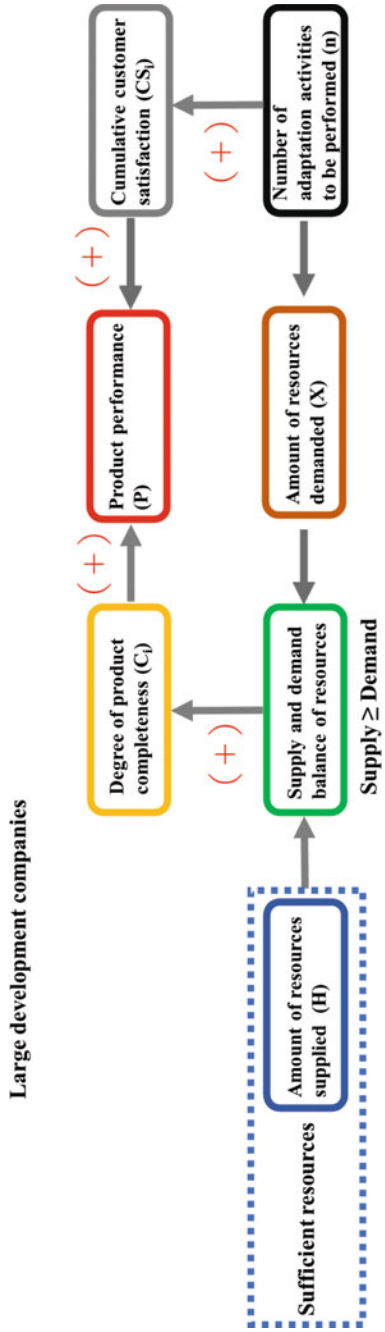 Large development companies
Degree of product
completeness (Cᵢ)
(+)
Product performance
(P)
(+)
Cumulative customer
satisfaction (CSᵢ)
(+)
(+)
Sufficient resources
Amount of resources
supplied (H)
Supply and demand
balance of resources
Supply ≥ Demand
Amount of resources
demanded (X)
Number of
adaptation activities
to be performed (n)